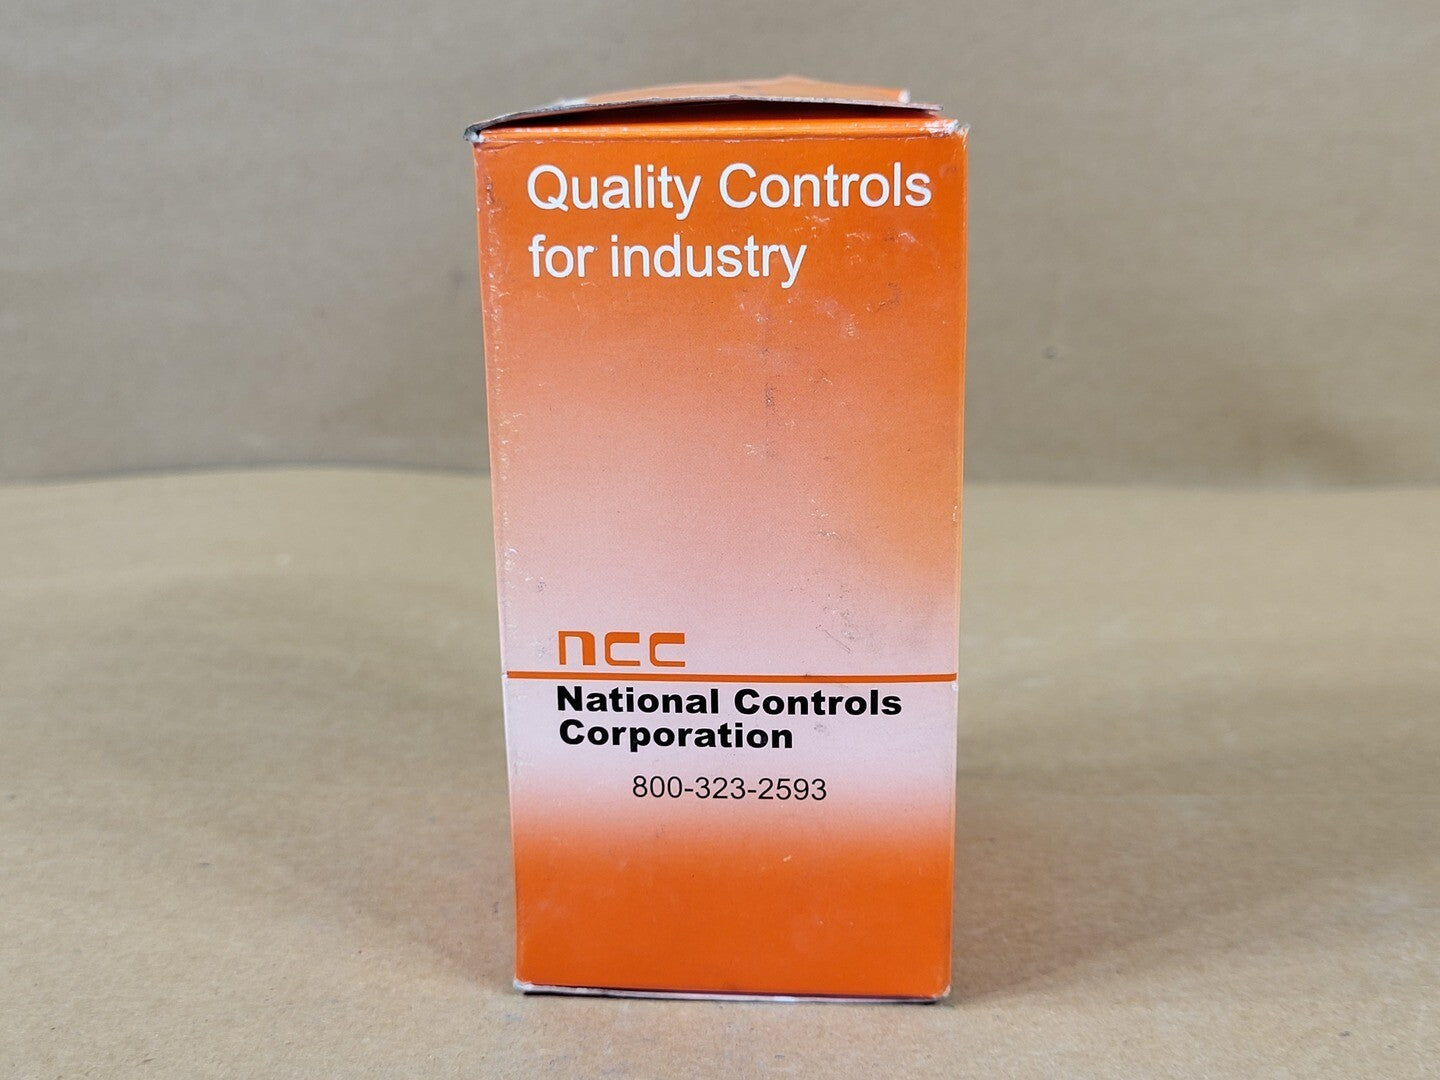 Quality Controls
for industry
ncc
National Controls
Corporation
800-323-2593